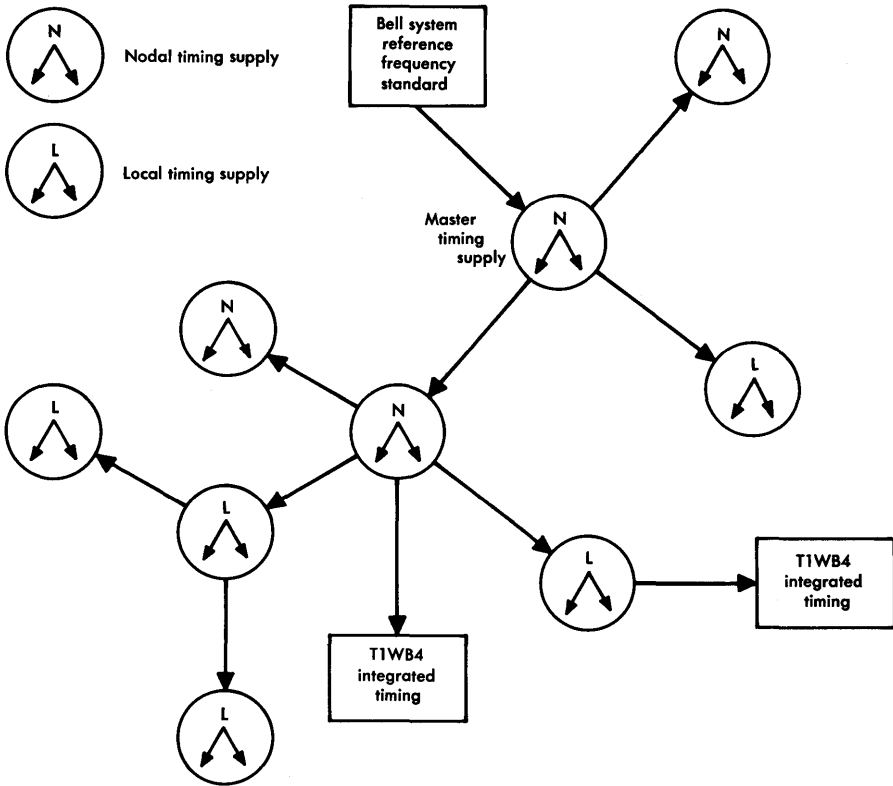 N
Nodal timing supply
L
Local timing supply
Bell system
reference
frequency
standard
N
Master
timing
supply
N
L
N
N
L
L
L
L
T1WB4
integrated
timing
T1WB4
integrated
timing